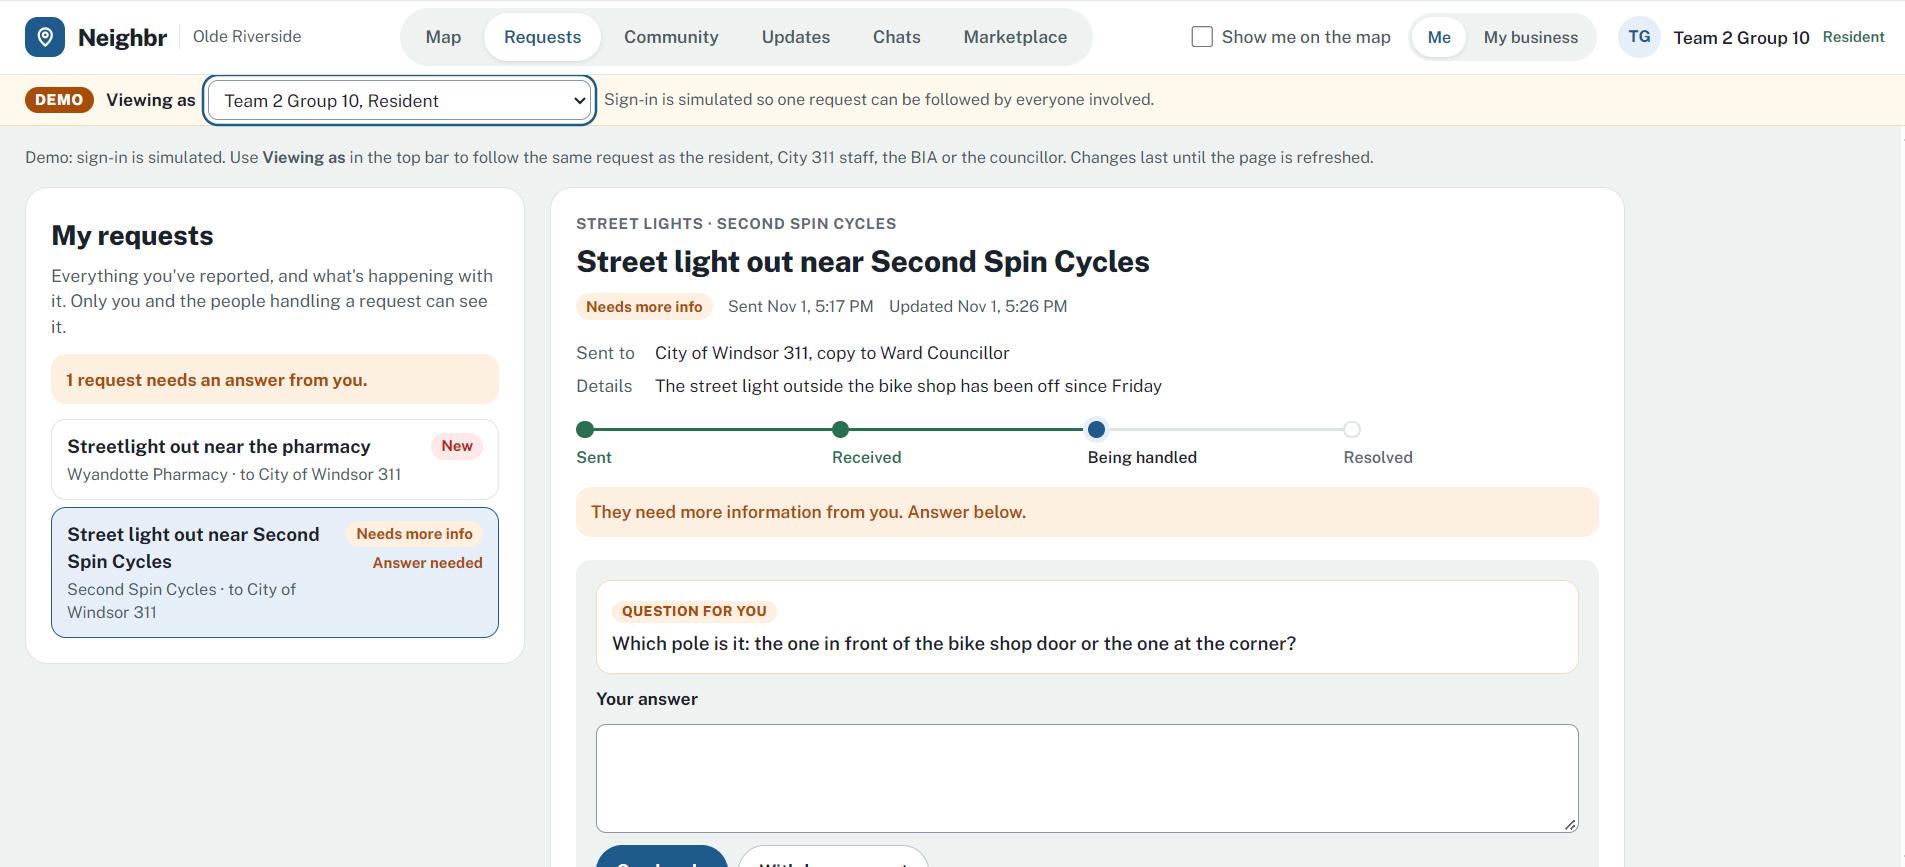 Neighbr
Olde Riverside
Map
Requests
Community
Updates
Chats
Marketplace
Show me on the map
Me
My business
TG
Team 2 Group 10
Resident
DEMO
Viewing as
Team 2 Group 10, Resident
Sign-in is simulated so one request can be followed by everyone involved.
Demo: sign-in is simulated. Use Viewing as in the top bar to follow the same request as the resident, City 311 staff, the BIA or the councillor. Changes last until the page is refreshed.
My requests
Everything you've reported, and what's happening with
it. Only you and the people handling a request can see
it.
1 request needs an answer from you.
Streetlight out near the pharmacy
New
Wyandotte Pharmacy · to City of Windsor 311
Street light out near Second
Spin Cycles
Needs more info
Answer needed
Second Spin Cycles · to City of
Windsor 311
STREET LIGHTS · SECOND SPIN CYCLES
Street light out near Second Spin Cycles
Needs more info
Sent Nov 1, 5:17 PM
Updated Nov 1, 5:26 PM
Sent to
City of Windsor 311, copy to Ward Councillor
Details
The street light outside the bike shop has been off since Friday
Sent
Received
Being handled
Resolved
They need more information from you. Answer below.
QUESTION FOR YOU
Which pole is it: the one in front of the bike shop door or the one at the corner?
Your answer